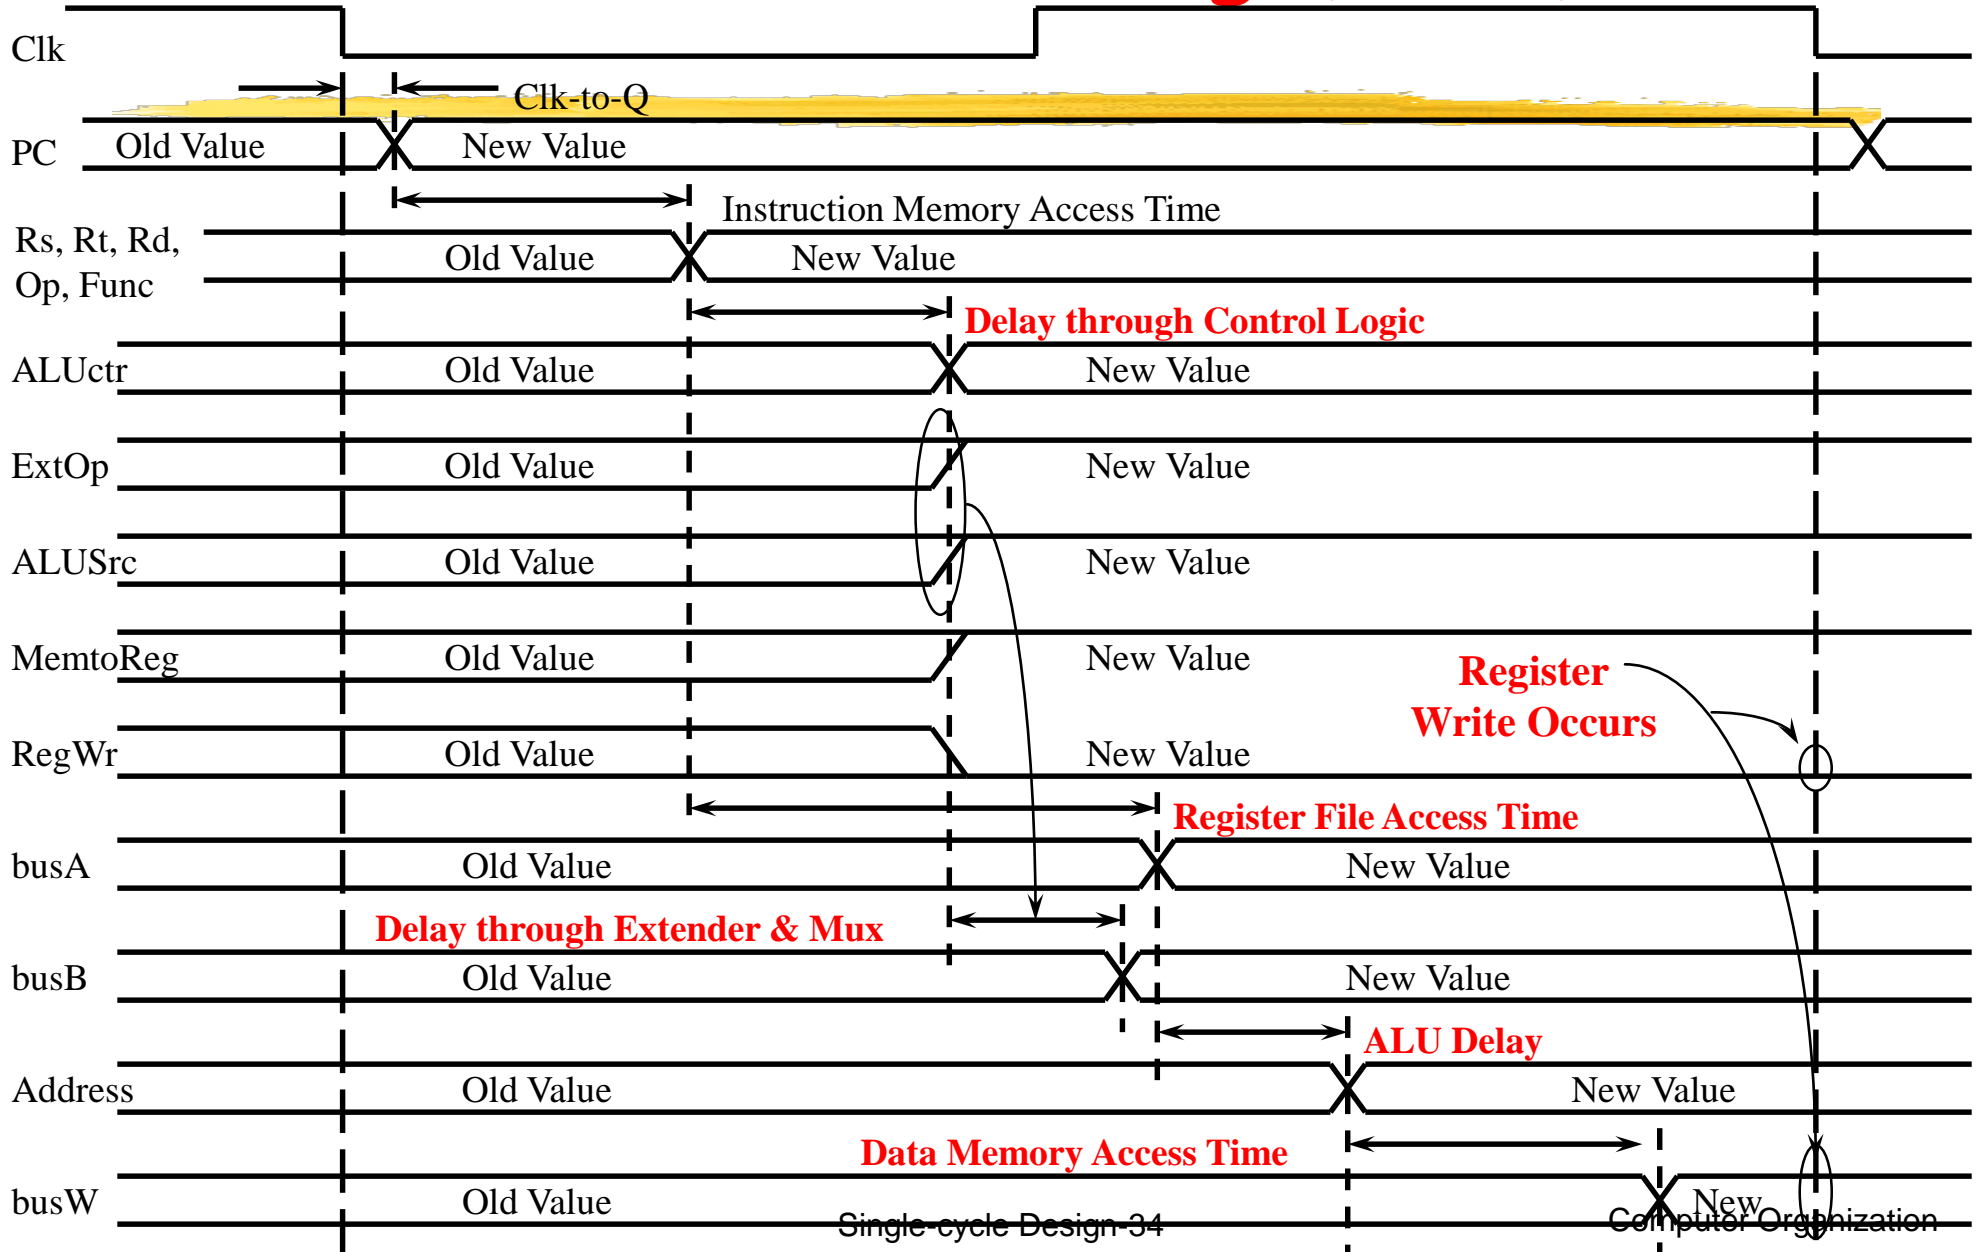 Clk
Clk-to-Q
PC Old Value New Value
Instruction Memory Access Time
Rs, Rt, Rd,
Op, Func
Old Value New Value
Delay through Control Logic
ALUctr Old Value New Value
ExtOp Old Value New Value
ALUSrc Old Value New Value
MemtoReg Old Value New Value
Register
Write Occurs
RegWr Old Value New Value
Register File Access Time
busA Old Value New Value
Delay through Extender & Mux
busB Old Value New Value
ALU Delay
Address Old Value New Value
Data Memory Access Time
busW Old Value New
Single-cycle Design-34 Computer Organization